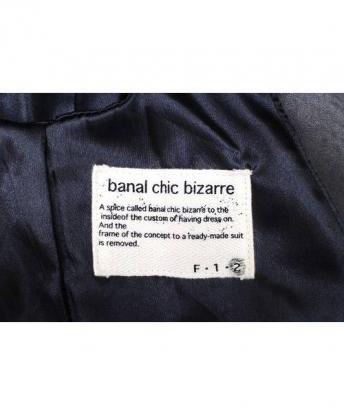 banal chic bizarre
A spice called banal chic bizarre to the
insideof the custom of having dress on.
And the
frame of the concept to a ready-made suit
is removed.
F・1・2